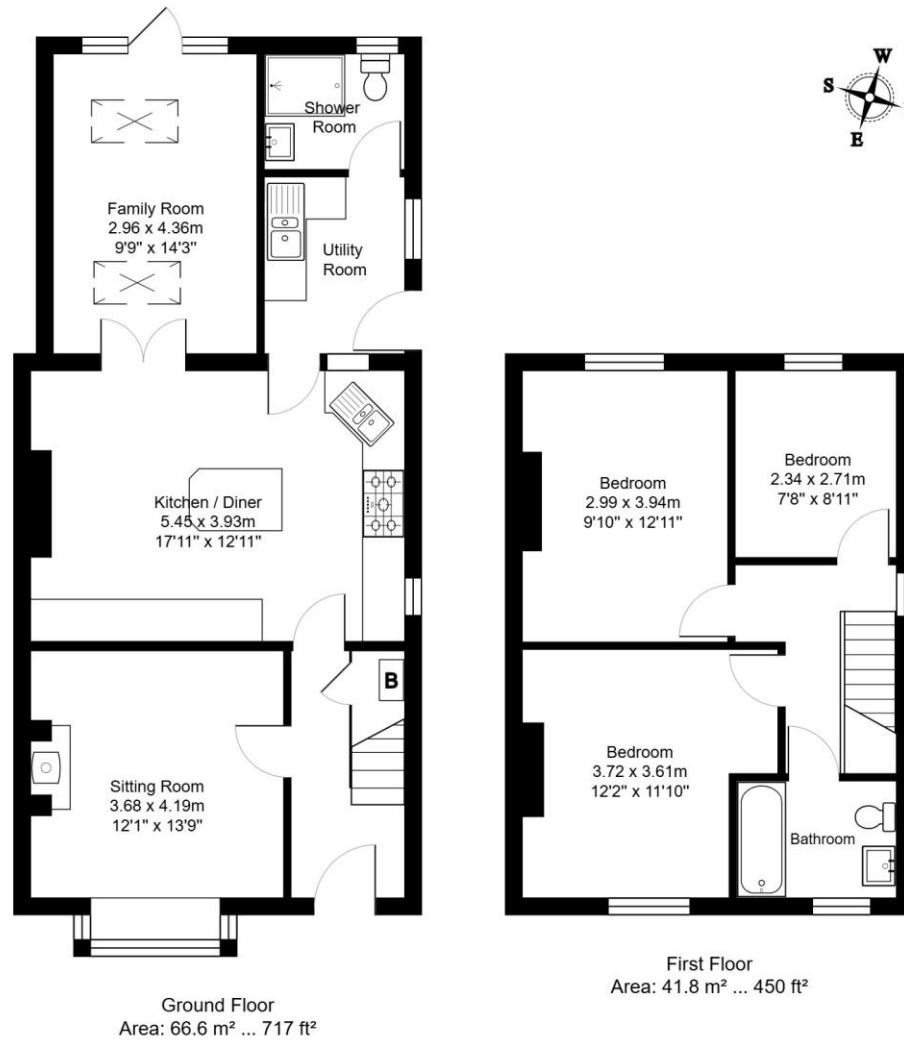 W
S
E
Shower
Room
Family Room
2.96 x 4.36m
9'9" x 14'3"
Utility
Room
Kitchen / Diner
5.45 x 3.93m
17'11" x 12'11"
B
Sitting Room
3.68 x 4.19m
12'1" x 13'9"
Ground Floor
Area: 66.6 m² ... 717 ft²
Bedroom
2.99 x 3.94m
9'10" x 12'11"
Bedroom
2.34 x 2.71m
7'8" x 8'11"
Bedroom
3.72 x 3.61m
12'2" x 11'10"
Bathroom
First Floor
Area: 41.8 m² ... 450 ft²